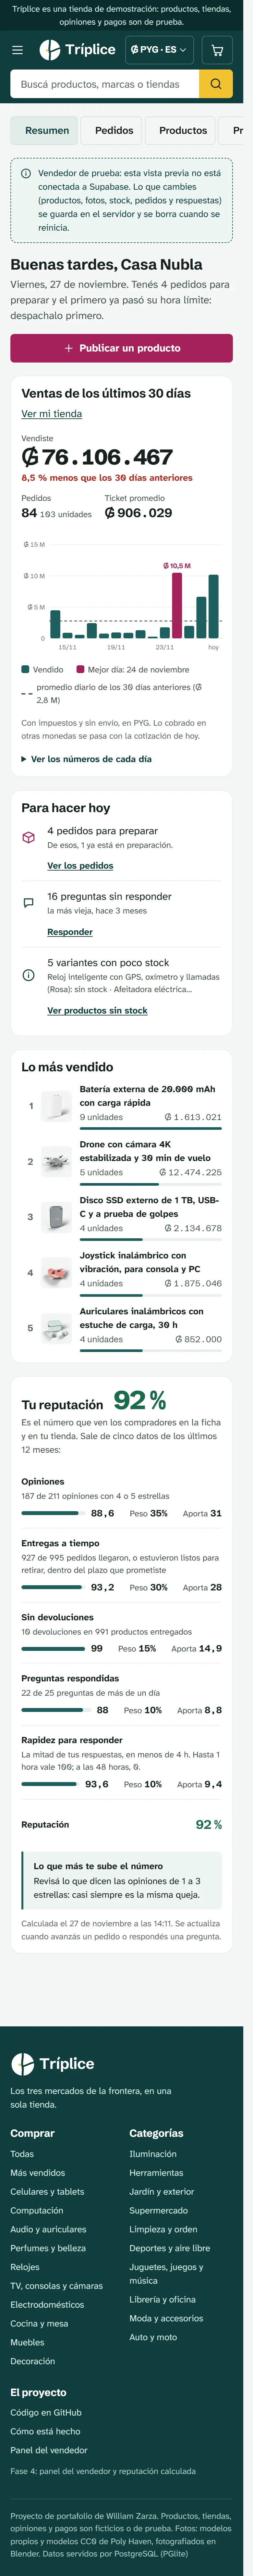 Tríplice es una tienda de demostración: productos, tiendas,
opiniones y pagos son de prueba.
Tríplice
₲ PYG · ES
Buscá productos, marcas o tiendas
Resumen
Pedidos
Productos
Pr
Vendedor de prueba: esta vista previa no está
conectada a Supabase. Lo que cambies
(productos, fotos, stock, pedidos y respuestas)
se guarda en el servidor y se borra cuando se
reinicia.
Buenas tardes, Casa Nubla
Viernes, 27 de noviembre. Tenés 4 pedidos para
preparar y el primero ya pasó su hora límite:
despachalo primero.
Publicar un producto
Ventas de los últimos 30 días
Ver mi tienda
Vendiste
₲ 76.106.467
8,5 % menos que los 30 días anteriores
Pedidos
84 103 unidades
Ticket promedio
₲ 906.029
₲ 15 M
₲ 10 M
₲ 5 M
0
₲ 10,5 M
15/11
19/11
23/11
hoy
Vendido
Mejor día: 24 de noviembre
promedio diario de los 30 días anteriores (₲
2,8 M)
Con impuestos y sin envío, en PYG. Lo cobrado en
otras monedas se pasa con la cotización de hoy.
Ver los números de cada día
Para hacer hoy
4 pedidos para preparar
De esos, 1 ya está en preparación.
Ver los pedidos
16 preguntas sin responder
la más vieja, hace 3 meses
Responder
5 variantes con poco stock
Reloj inteligente con GPS, oxímetro y llamadas
(Rosa): sin stock · Afeitadora eléctrica…
Ver productos sin stock
Lo más vendido
1
Batería externa de 20.000 mAh
con carga rápida
9 unidades
₲ 1.613.021
2
Drone con cámara 4K
estabilizada y 30 min de vuelo
5 unidades
₲ 12.474.225
3
Disco SSD externo de 1 TB, USB-
C y a prueba de golpes
4 unidades
₲ 2.134.678
4
Joystick inalámbrico con
vibración, para consola y PC
4 unidades
₲ 1.875.046
5
Auriculares inalámbricos con
estuche de carga, 30 h
4 unidades
₲ 852.000
Tu reputación 92 %
Es el número que ven los compradores en la ficha
y en tu tienda. Sale de cinco datos de los últimos
12 meses:
Opiniones
187 de 211 opiniones con 4 o 5 estrellas
88,6 Peso 35% Aporta 31
Entregas a tiempo
927 de 995 pedidos llegaron, o estuvieron listos para
retirar, dentro del plazo que prometiste
93,2 Peso 30% Aporta 28
Sin devoluciones
10 devoluciones en 991 productos entregados
99 Peso 15% Aporta 14,9
Preguntas respondidas
22 de 25 preguntas de más de un día
88 Peso 10% Aporta 8,8
Rapidez para responder
La mitad de tus respuestas, en menos de 4 h. Hasta 1
hora vale 100; a las 48 horas, 0.
93,6 Peso 10% Aporta 9,4
Reputación
92 %
Lo que más te sube el número
Revisá lo que dicen las opiniones de 1 a 3
estrellas: casi siempre es la misma queja.
Calculada el 27 de noviembre a las 14:11. Se actualiza
cuando avanzás un pedido o respondés una pregunta.
Tríplice
Los tres mercados de la frontera, en una
sola tienda.
Comprar
Todas
Más vendidos
Celulares y tablets
Computación
Audio y auriculares
Perfumes y belleza
Relojes
TV, consolas y cámaras
Electrodomésticos
Cocina y mesa
Muebles
Decoración
Categorías
Iluminación
Herramientas
Jardín y exterior
Supermercado
Limpieza y orden
Deportes y aire libre
Juguetes, juegos y
música
Librería y oficina
Moda y accesorios
Auto y moto
El proyecto
Código en GitHub
Cómo está hecho
Panel del vendedor
Fase 4: panel del vendedor y reputación calculada
Proyecto de portafolio de William Zarza. Productos, tiendas,
opiniones y pagos son ficticios o de prueba. Fotos: modelos
propios y modelos CC0 de Poly Haven, fotografiados en
Blender. Datos servidos por PostgreSQL (PGlite)